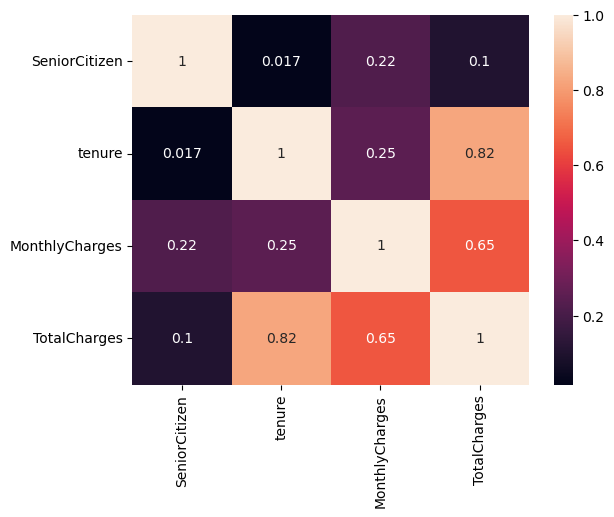 SeniorCitizen 1 0.017 0.22 0.1
tenure 0.017 1 0.25 0.82
MonthlyCharges 0.22 0.25 1 0.65
TotalCharges 0.1 0.82 0.65 1
SeniorCitizen
tenure
MonthlyCharges
TotalCharges
1.0
0.8
0.6
0.4
0.2